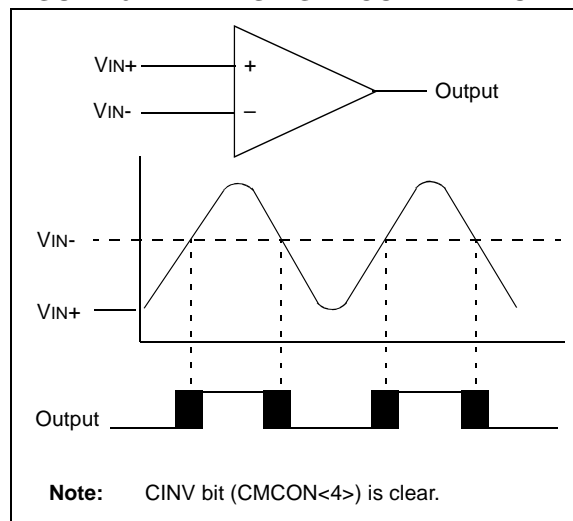 VIN+
+
Output
VIN-
–
VIN-
VIN+
Output
Note: CINV bit (CMCON<4>) is clear.